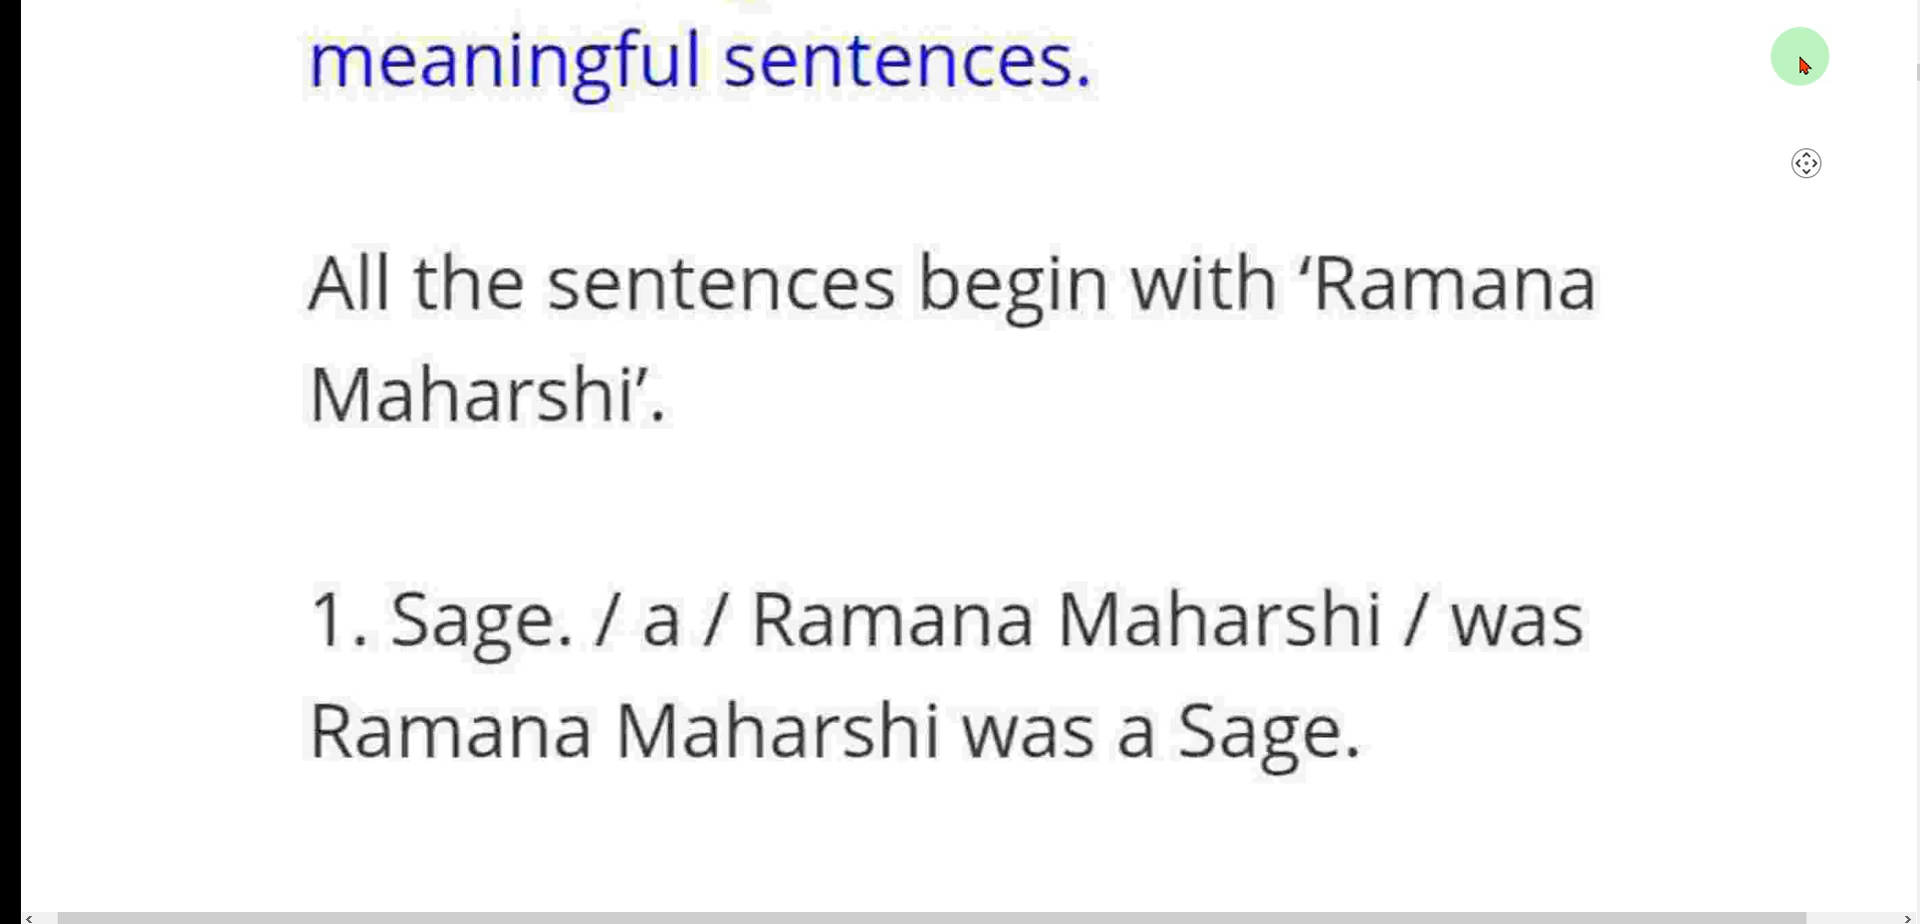 meaningful sentences.
All the sentences begin with ‘Ramana
Maharshi’.
1. Sage. / a / Ramana Maharshi / was
Ramana Maharshi was a Sage.